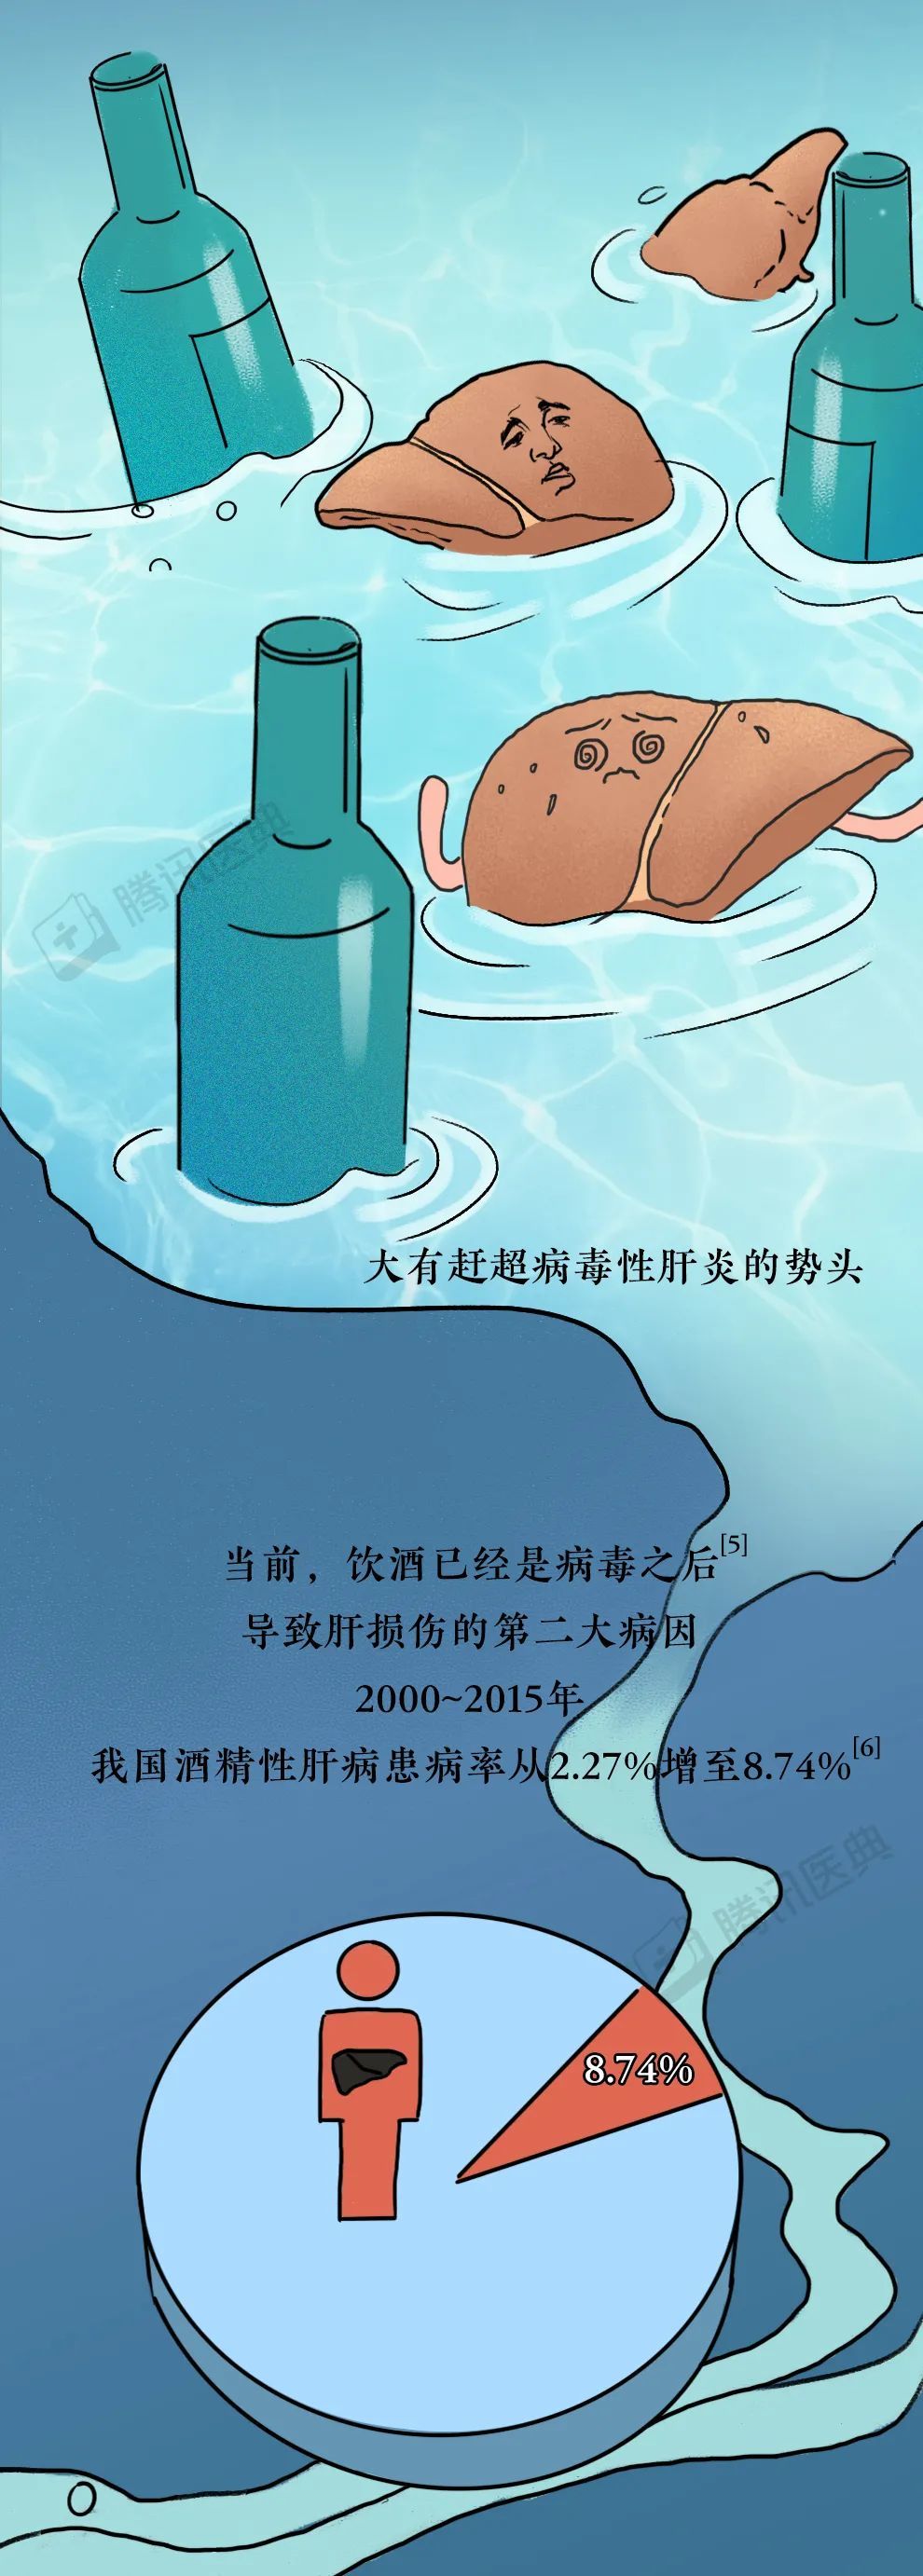 腾讯医典
大有赶超病毒性肝炎的势头
当前，饮酒已经是病毒之后[5]
导致肝损伤的第二大病因
2000~2015年
我国酒精性肝病患病率从2.27%增至8.74%[6]
腾讯医典
8.74%